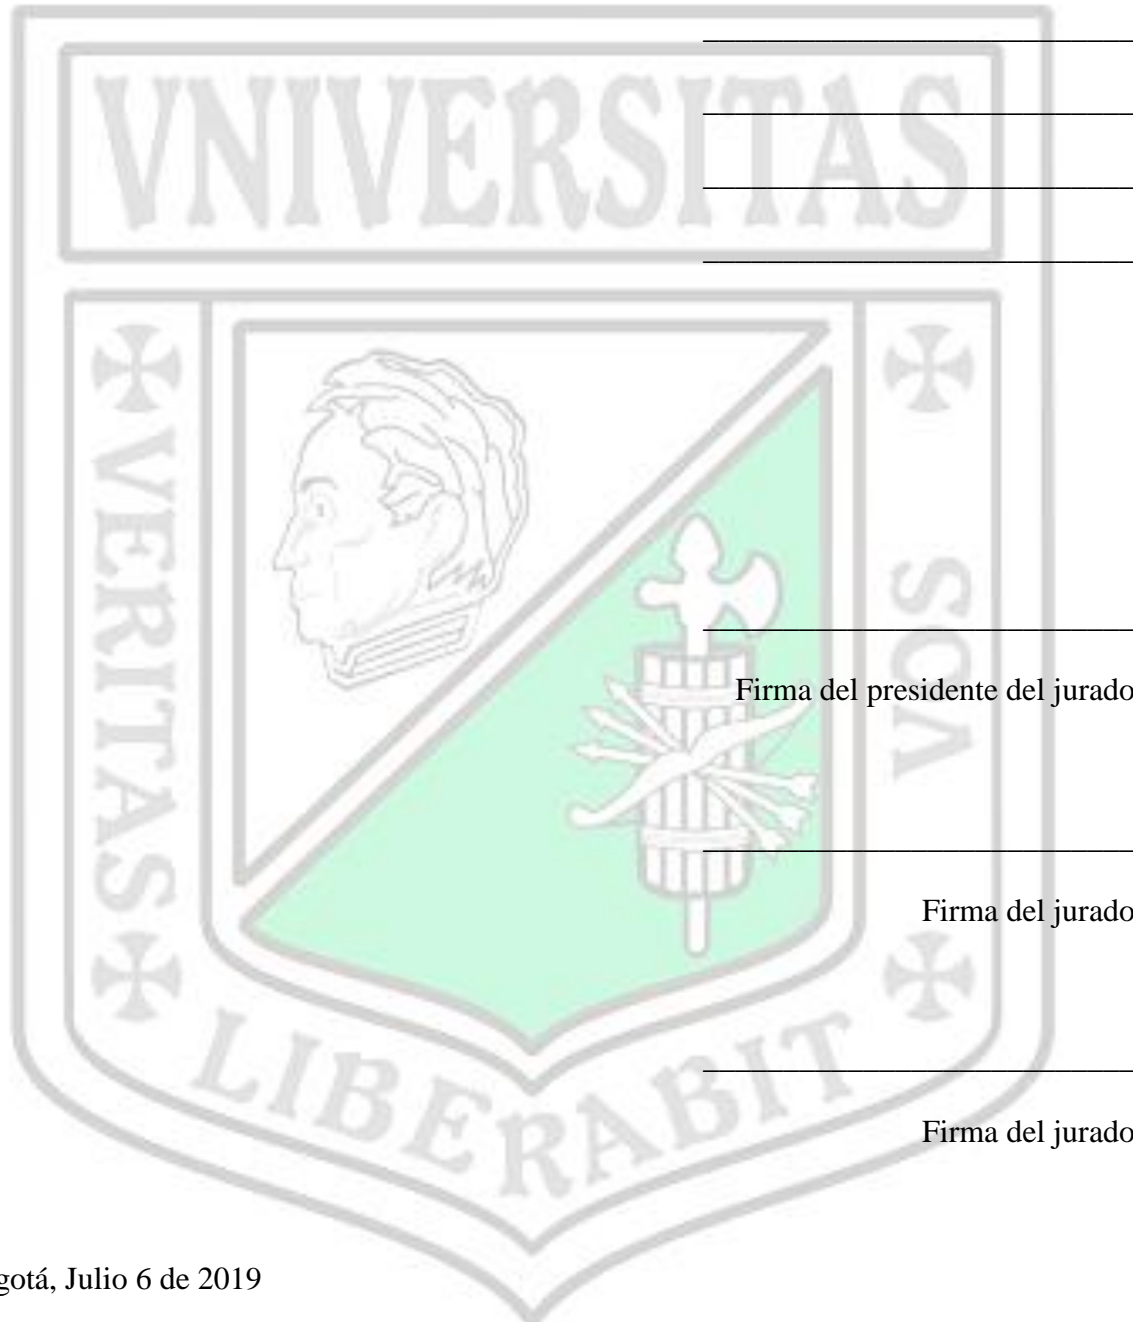 VNIVERSITAS
VERITAS
VOS
LIBERABIT
Firma del presidente del jurado
Firma del jurado
Firma del jurado
gotá, Julio 6 de 2019